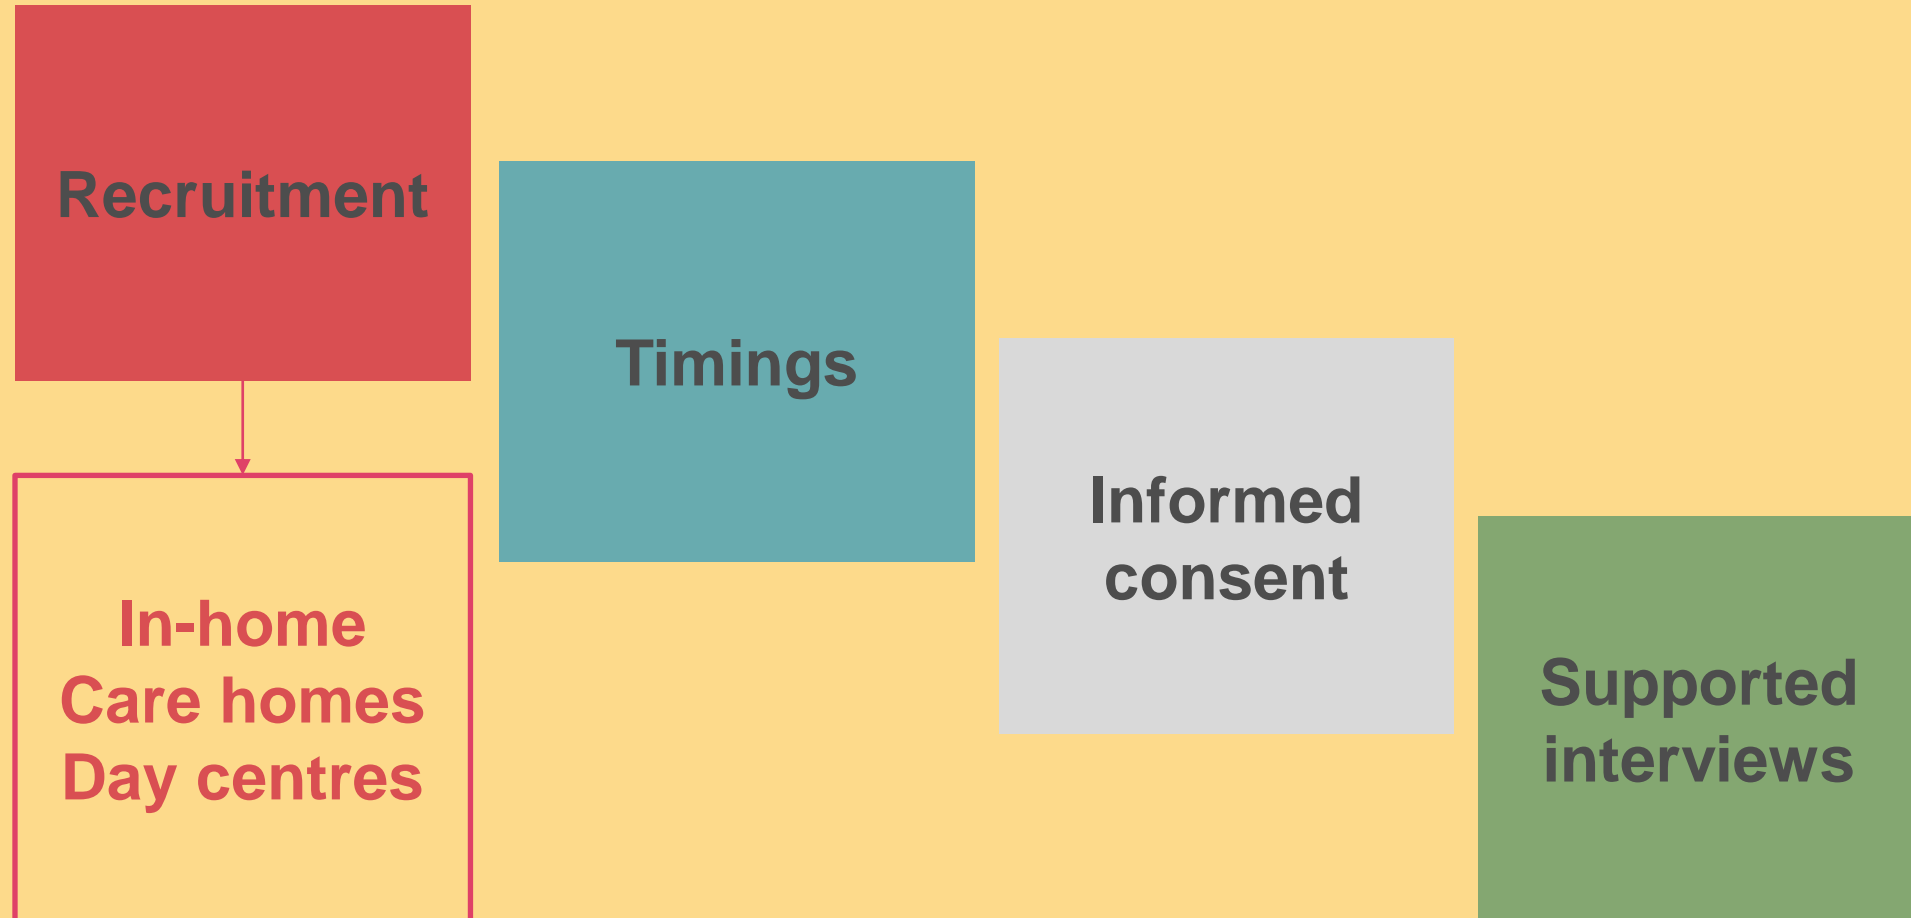 Recruitment
Timings
Informed
consent
Supported
interviews
In-home
Care homes
Day centres